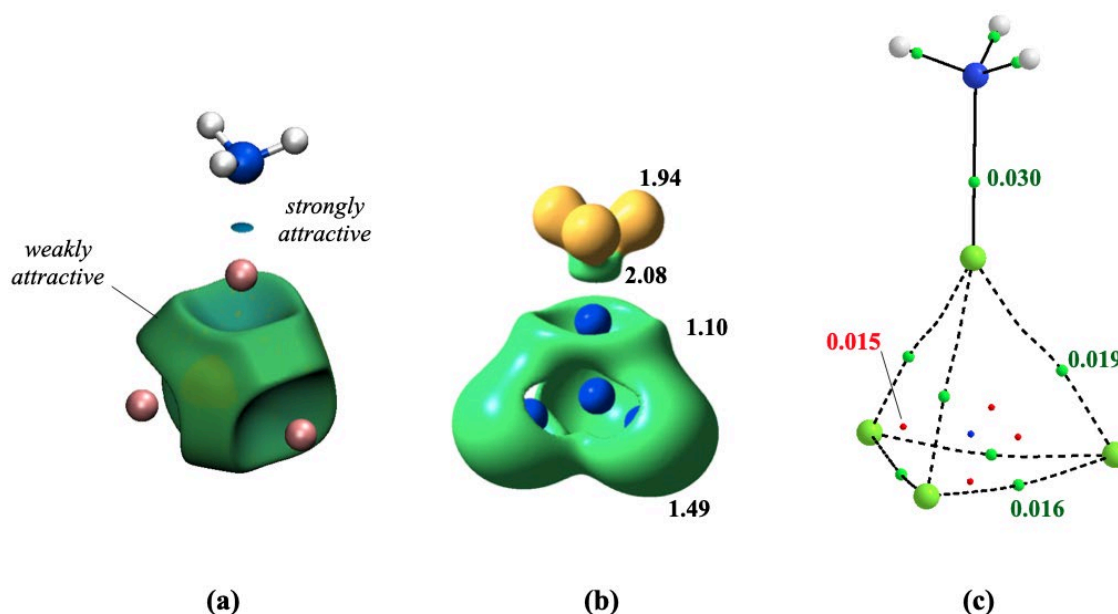 weakly
attractive
strongly
attractive
(a)
1.94
2.08
1.10
1.49
(b)
0.030
0.015
0.019
0.016
(c)